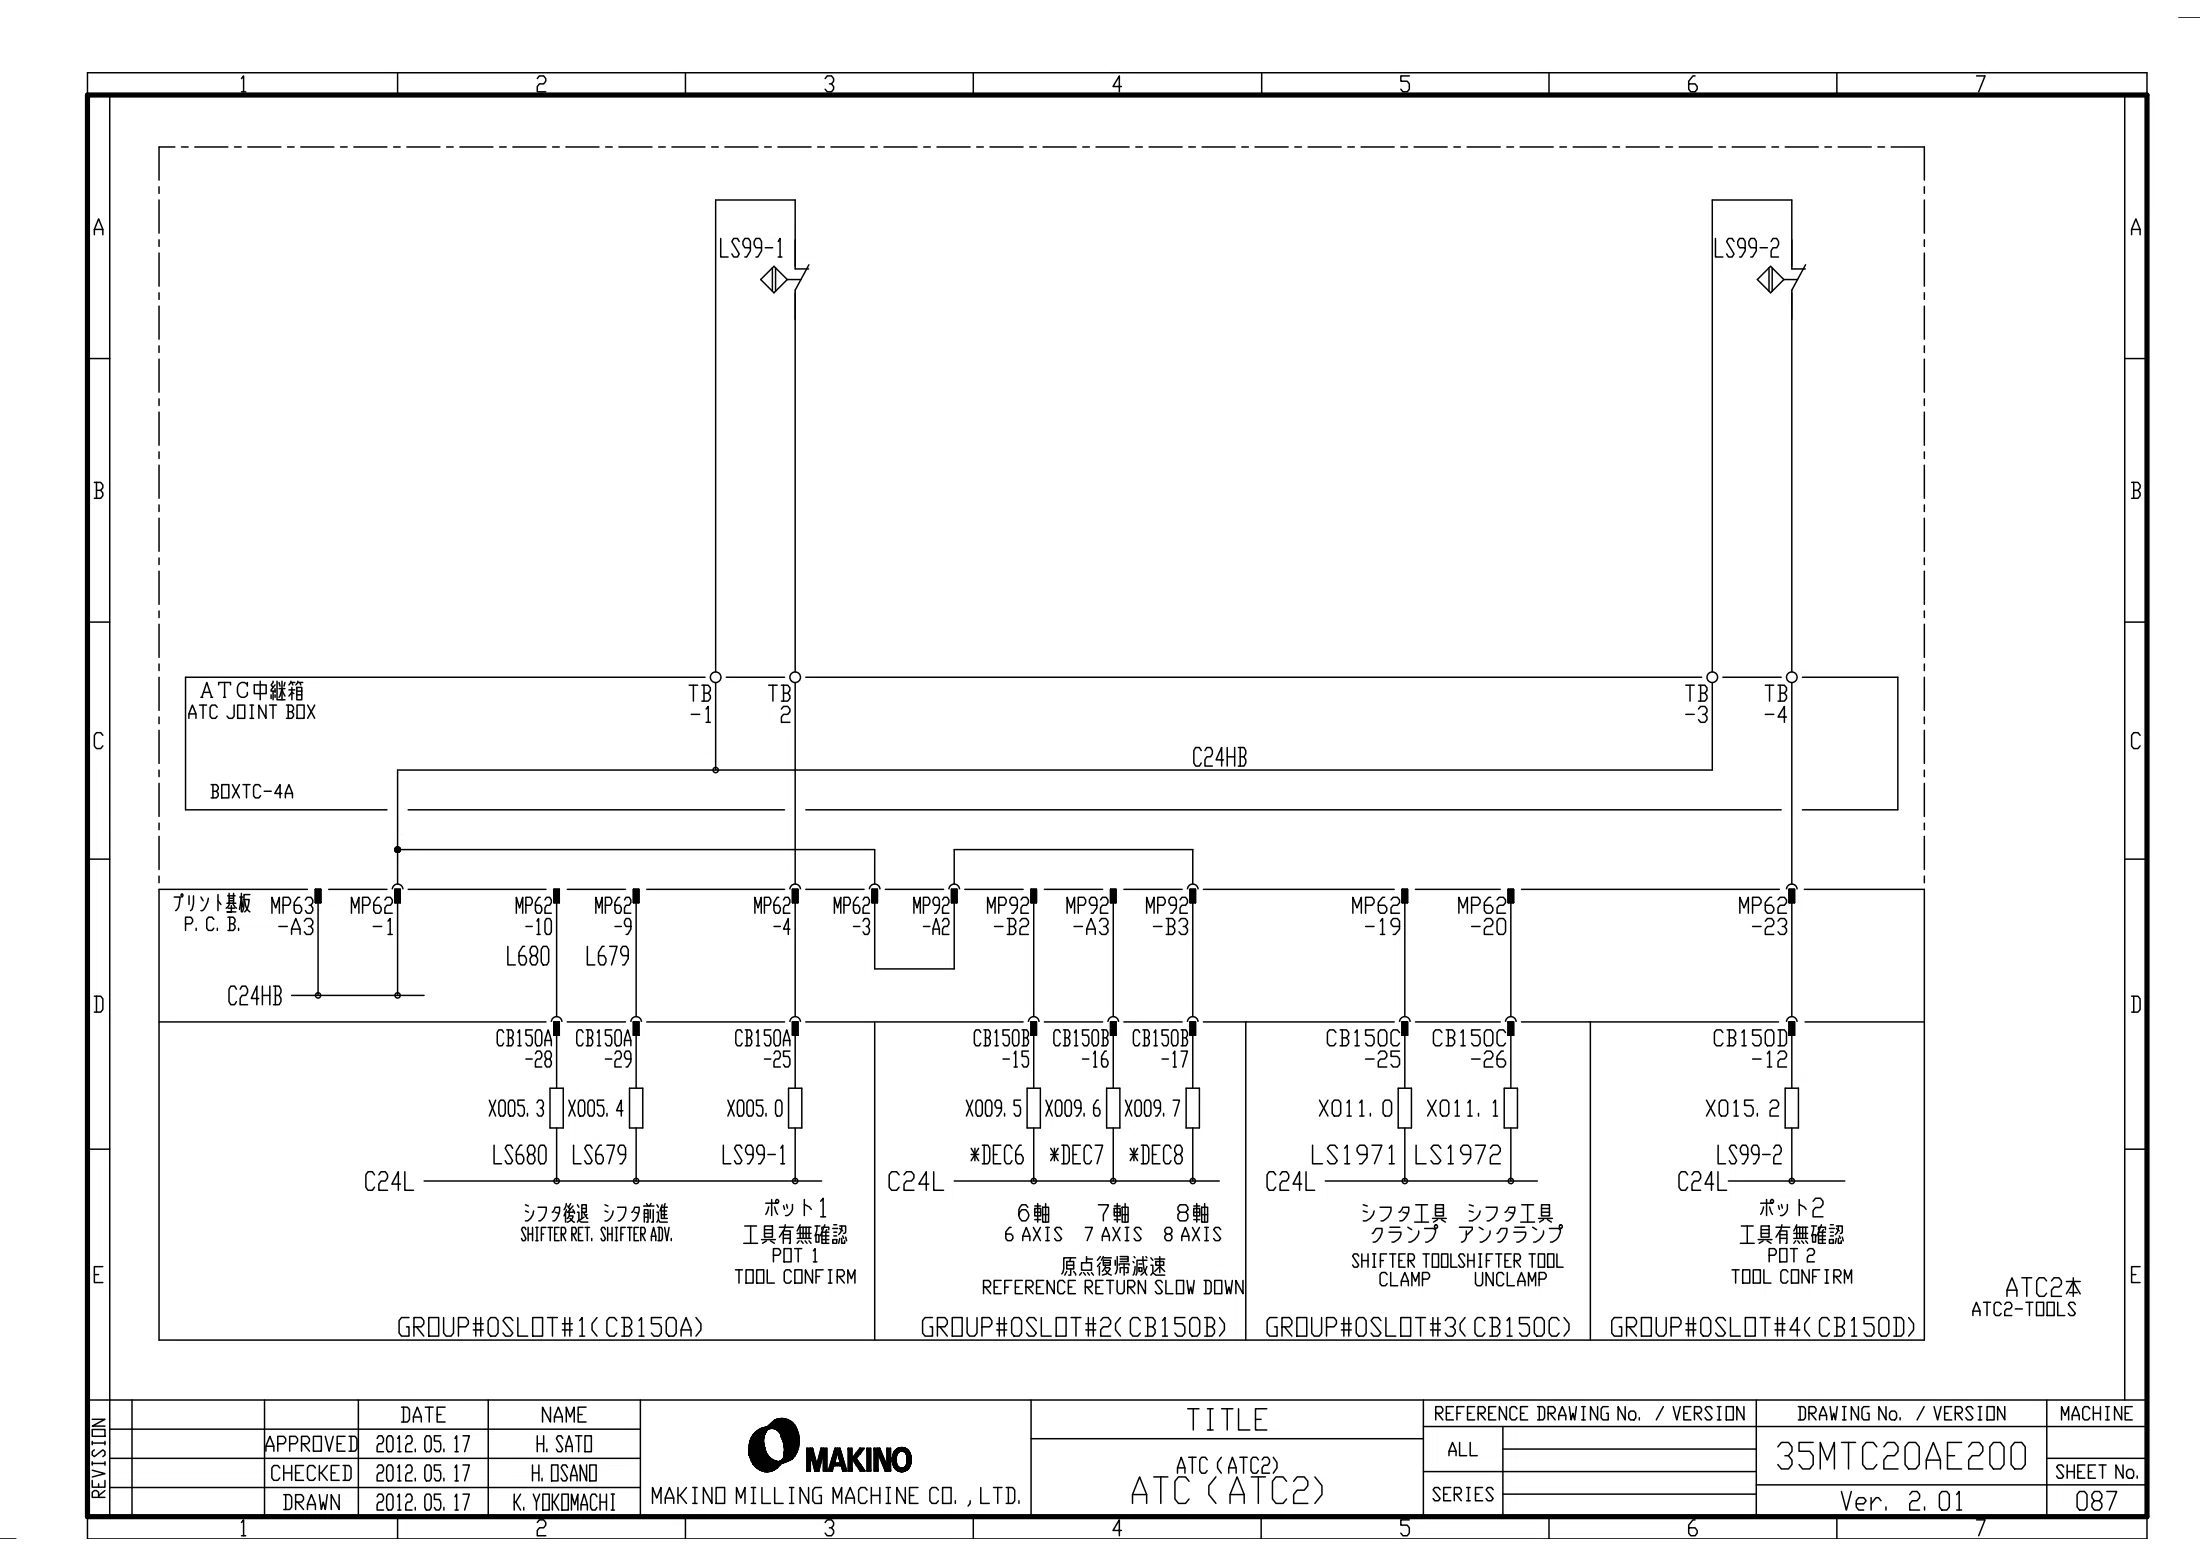 1 2 3 4 5 6 7
A A
LS99-1 LS99-2
B B
ATC中継箱
ATC JOINT BOX
TB
-1
TB
2
TB
-3
TB
-4
C C
C24HB
BOXTC-4A
プリント基板
P. C. B.
MP63
-A3
MP62
-1
MP62
-10
MP62
-9
MP62
-4
MP62
-3
MP92
-A2
MP92
-B2
MP92
-A3
MP92
-B3
MP62
-19
MP62
-20
MP62
-23
L680 L679
C24HB
D D
CB150A
-28
CB150A
-29
CB150A
-25
CB150B
-15
CB150B
-16
CB150B
-17
CB150C
-25
CB150C
-26
CB150D
-12
X005. 3 X005. 4 X005. 0 X009. 5 X009. 6 X009. 7 X011. 0 X011. 1 X015. 2
LS680 LS679 LS99-1 *DEC6 *DEC7 *DEC8 LS1971 LS1972 LS99-2
C24L C24L C24L C24L
シフタ後退
SHIFTER RET.
シフタ前進
SHIFTER ADV.
ポット1
工具有無確認
POT 1
TOOL CONFIRM
6軸
6 AXIS
7軸
7 AXIS
8軸
8 AXIS
原点復帰減速
REFERENCE RETURN SLOW DOWN
シフタ工具
クランプ
SHIFTER TOOL
CLAMP
シフタ工具
アンクランプ
SHIFTER TOOL
UNCLAMP
ポット2
工具有無確認
POT 2
TOOL CONFIRM
E E
ATC2本
ATC2-TOOLS
GROUP#0SLOT#1(CB150A) GROUP#0SLOT#2(CB150B) GROUP#0SLOT#3(CB150C) GROUP#0SLOT#4(CB150D)
REVISION
DATE NAME
APPROVED 2012. 05. 17 H. SATO
CHECKED 2012. 05. 17 H. OSANO
DRAWN 2012. 05. 17 K. YOKOMACHI
MAKINO
MAKINO MILLING MACHINE CO. , LTD.
TITLE
ATC (ATC2)
ATC (ATC2)
REFERENCE DRAWING No. / VERSION
ALL
SERIES
DRAWING No. / VERSION
35MTC20AE200
Ver. 2. 01
MACHINE
SHEET No.
087
1 2 3 4 5 6 7